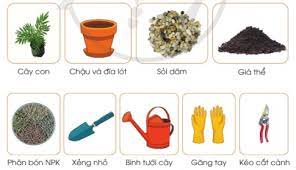 Cây con
Chậu và đĩa lót
Sỏi dăm
Giá thể
Phân bón NPK
Xẻng nhỏ
Bình tưới cây
Găng tay
Kéo cắt cành